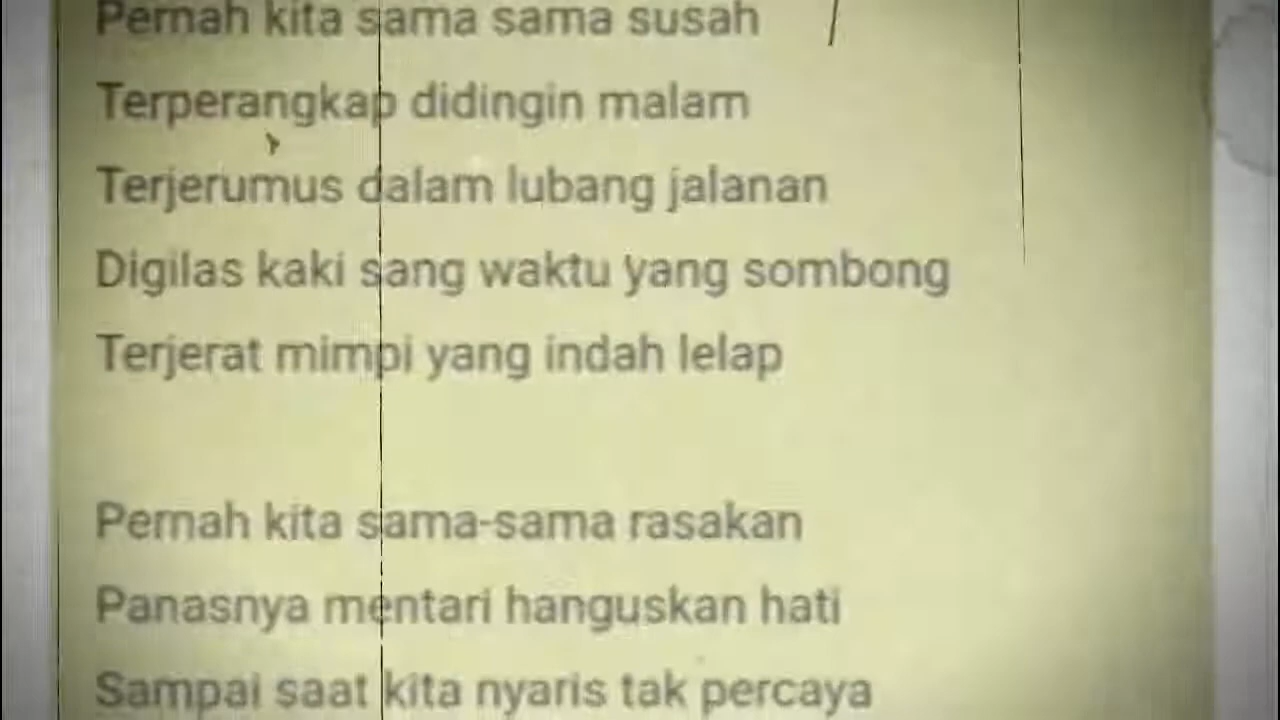 Pernah kita sama sama susah
Terperangkap didingin malam
Terjerumus dalam lubang jalanan
Digilas kaki sang waktu yang sombong
Terjerat mimpi yang indah lelap
Pernah kita sama-sama rasakan
Panasnya mentari hanguskan hati
Sampai saat kita nyaris tak percaya